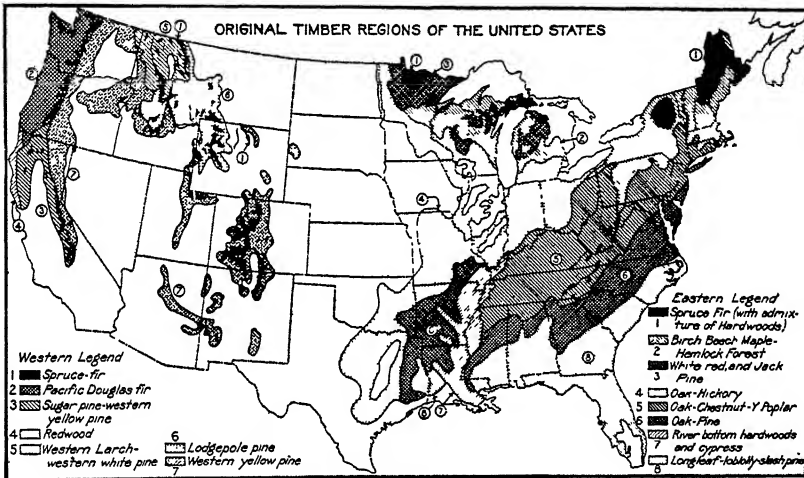 ORIGINAL TIMBER REGIONS OF THE UNITED STATES
Western Legend
1 Spruce-fir
2 Pacific Douglas fir
3 Sugar pine-western
yellow pine
4 Redwood
5 Western Larch-
western white pine
6 Lodgepole pine
7 Western yellow pine
Eastern Legend
1 Spruce Fir (with admix-
ture of Hardwoods)
2 Birch Beech Maple-
Hemlock Forest
3 White red, and Jack
Pine
4 Oak-Hickory
5 Oak-Chestnut-Y Poplar
6 Oak-Pine
7 River bottom hardwoods
and cypress
8 Longleaf-loblolly-slash pine